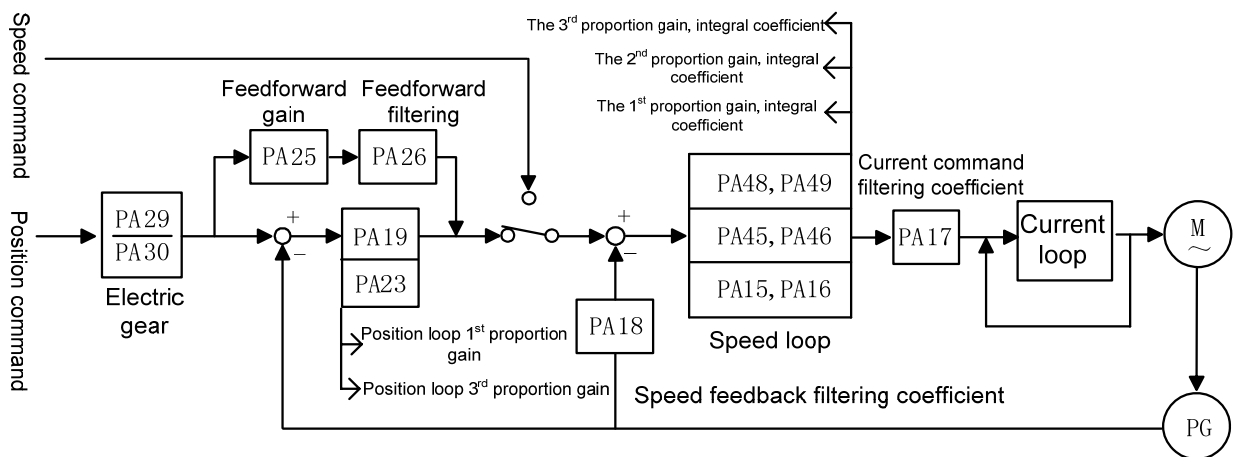 Speed command
Position command
The 3rd proportion gain, integral coefficient
The 2nd proportion gain, integral
coefficient
The 1st proportion gain, integral
coefficient
Feedforward
gain
Feedforward
filtering
PA25
PA26
PA29
PA30
Electric
gear
+
−
PA19
PA23
Position loop 1st proportion
gain
Position loop 3rd proportion gain
+
−
PA18
PA48, PA49
PA45, PA46
PA15, PA16
Speed loop
Current command
filtering coefficient
PA17
Current
loop
M
~
Speed feedback filtering coefficient
PG